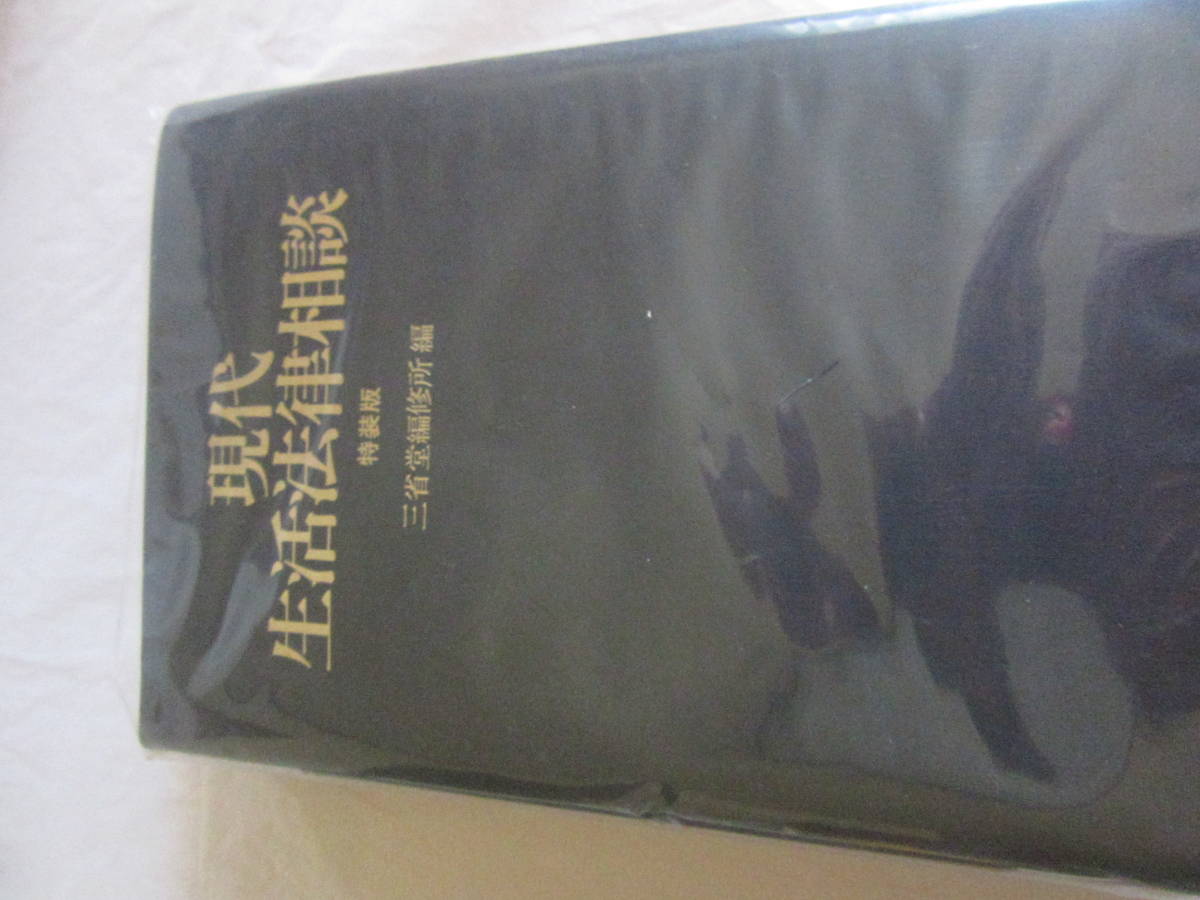 現代
生活法律相談
特装版
三省堂編修所 編